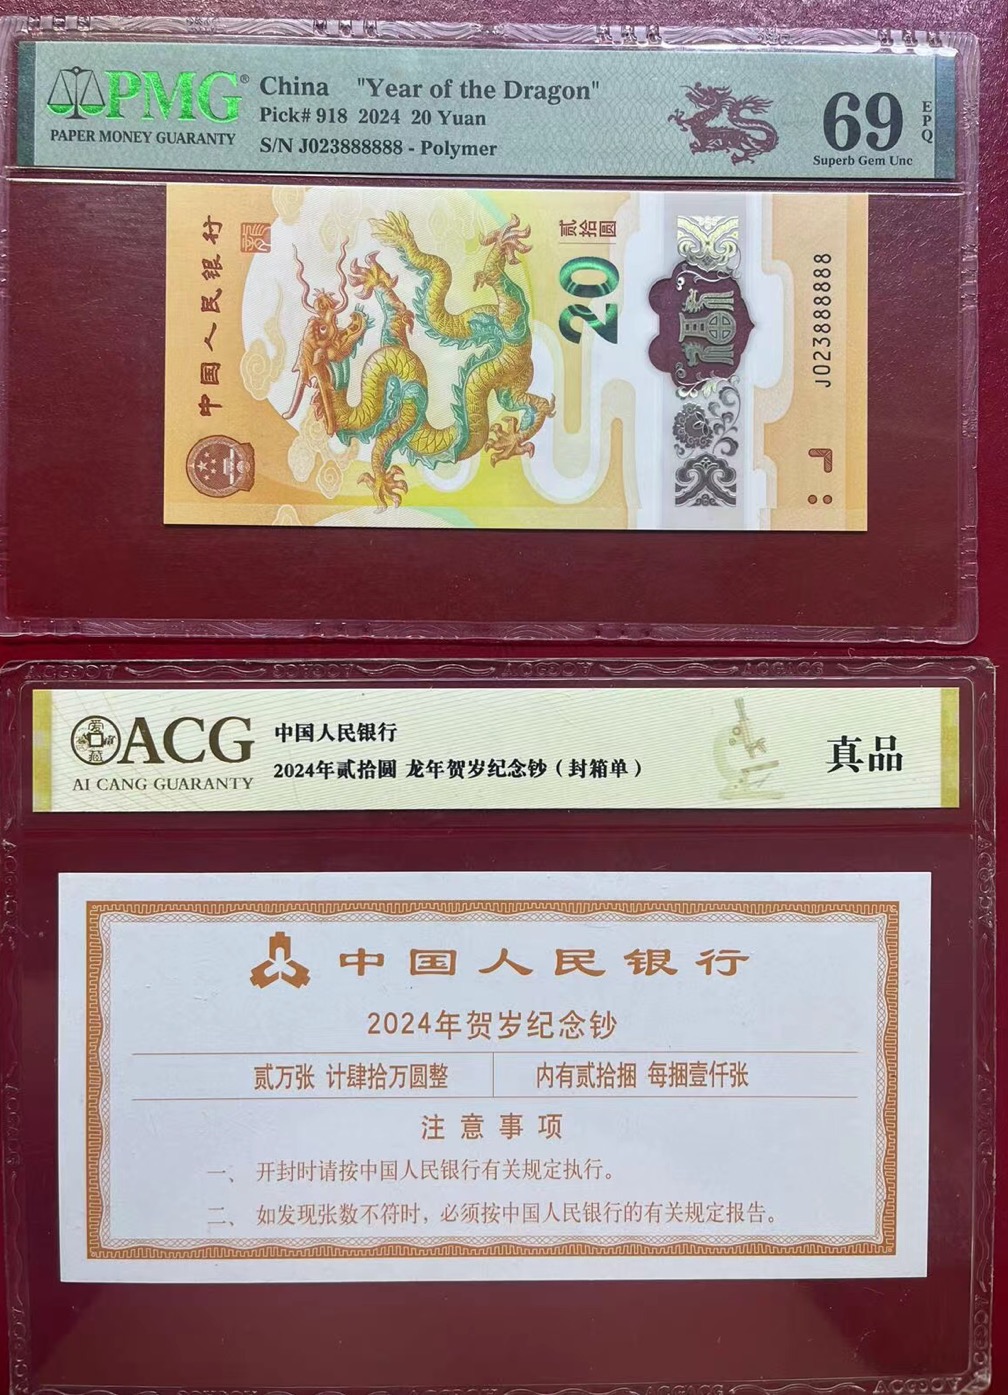 PMG®
PAPER MONEY GUARANTY
China "Year of the Dragon"
Pick# 918 2024 20 Yuan
S/N J023888888 - Polymer
69
EPQ
Superb Gem Unc
中国人民银行
贰拾圆
20
J023888888
ACG
AI CANG GUARANTY
中国人民银行
2024年贰拾圆 龙年贺岁纪念钞（封箱单）
真品
中国人民银行
2024年贺岁纪念钞
贰万张 计肆拾万圆整
内有贰拾捆 每捆壹仟张
注意事项
一、 开封时请按中国人民银行有关规定执行。
二、 如发现张数不符时，必须按中国人民银行的有关规定报告。